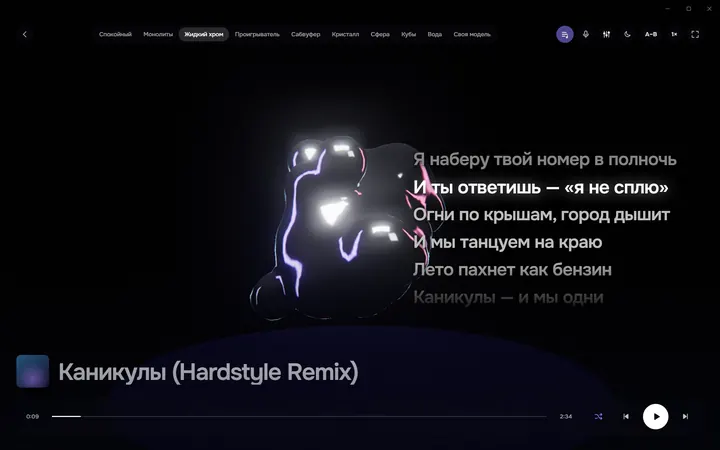 Спокойный Монолиты Жидкий хром Проигрыватель Сабвуфер Кристалл Сфера Кубы Вода Своя модель A–B 1×
Я наберу твой номер в полночь
И ты ответишь — «я не сплю»
Огни по крышам, город дышит
И мы танцуем на краю
Лето пахнет как бензин
Каникулы — и мы одни
Каникулы (Hardstyle Remix)
0:09 2:34